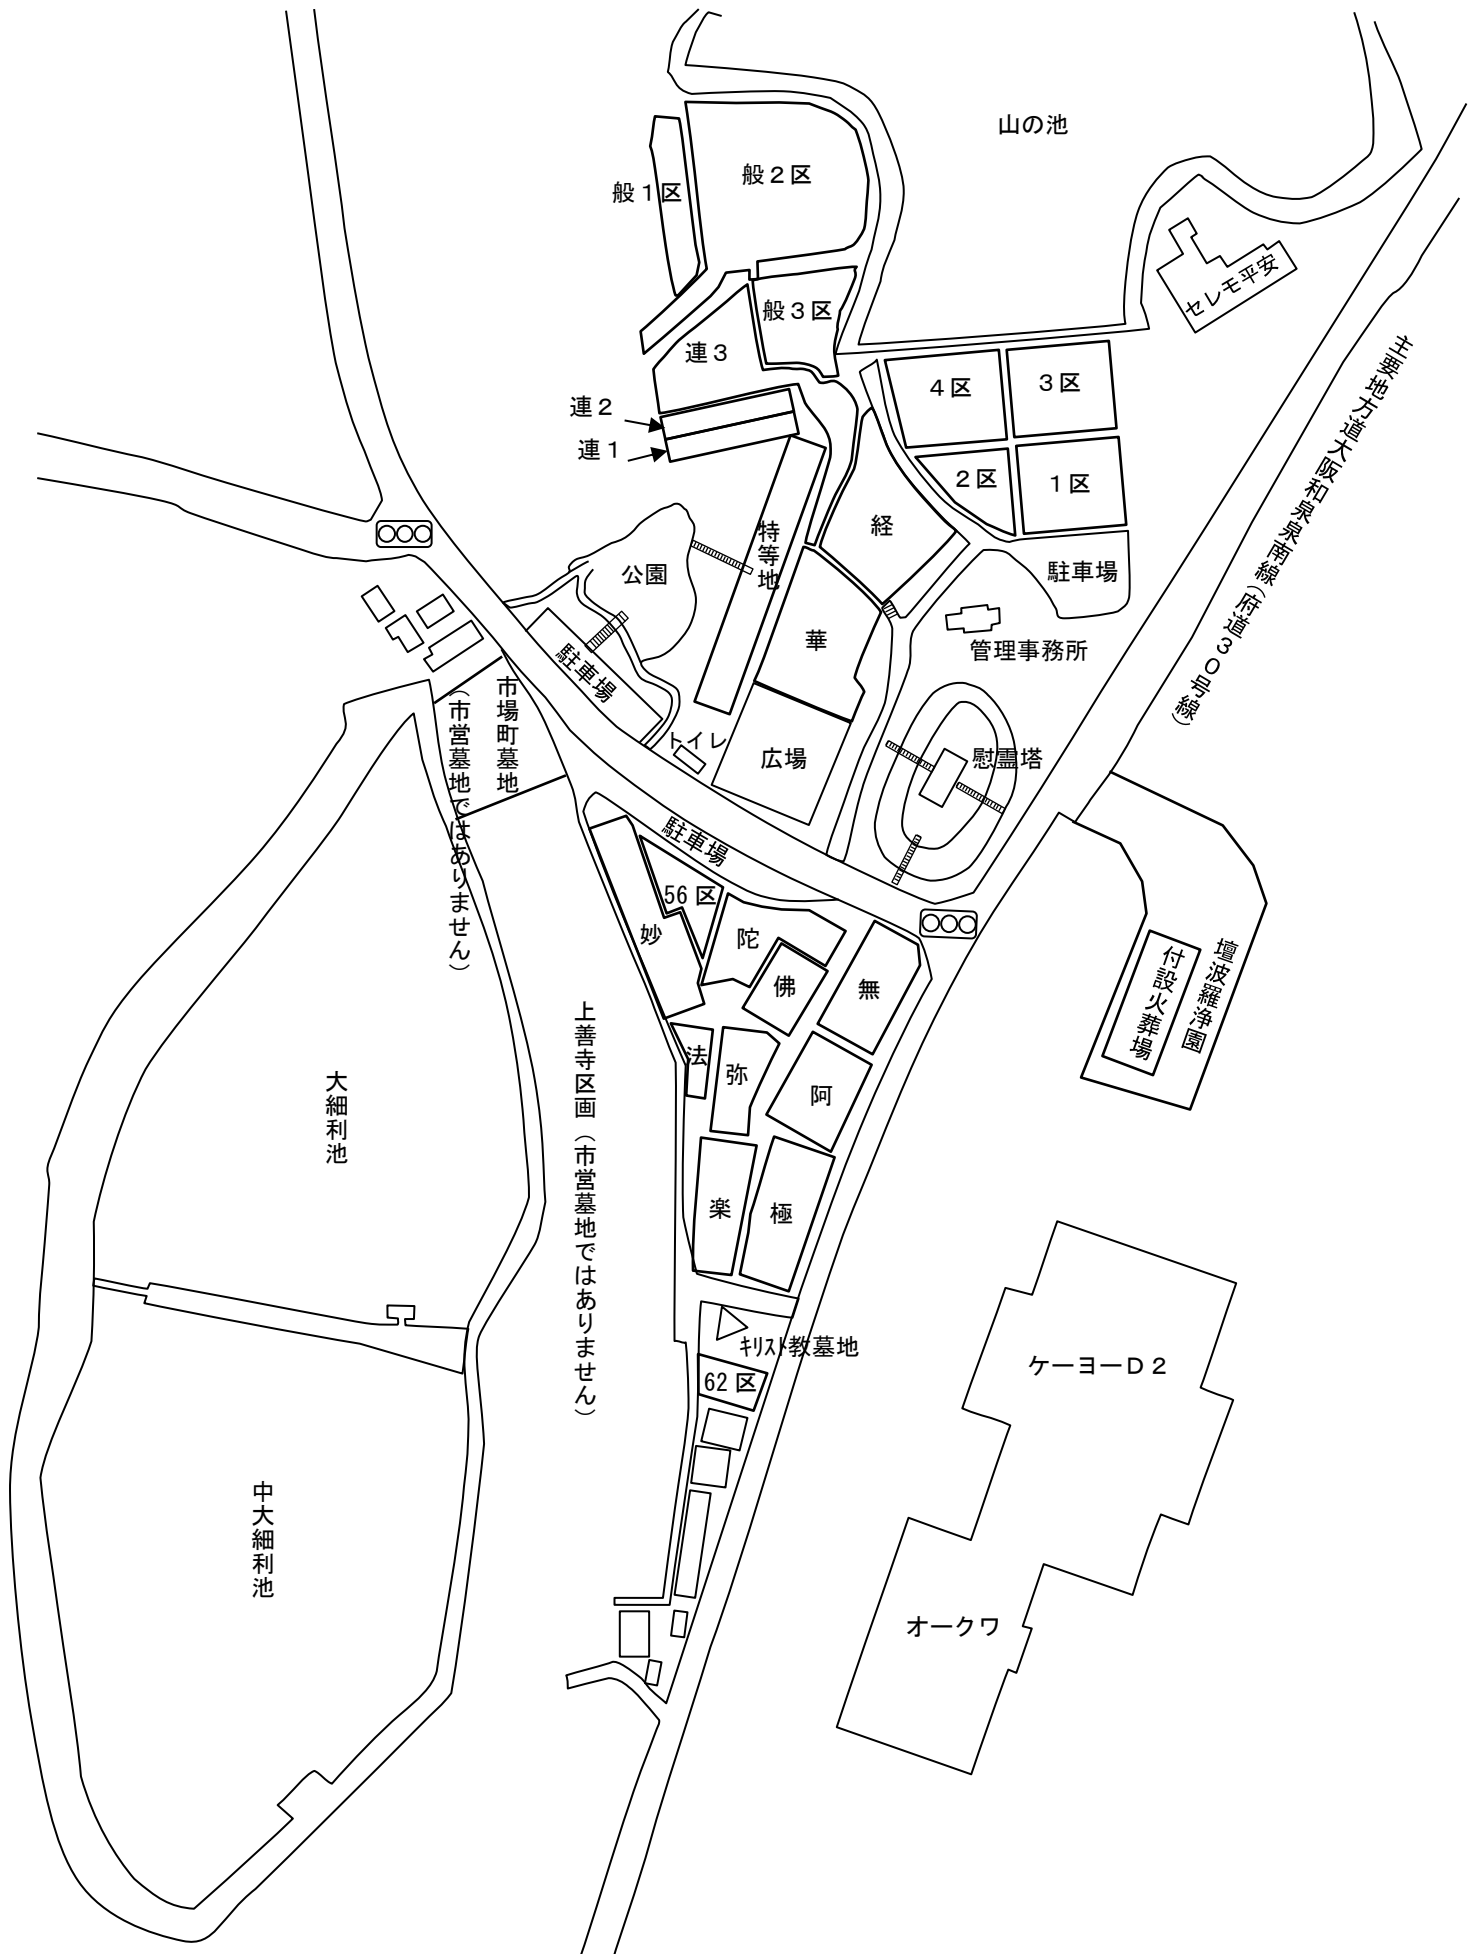 山の池
般２区
般１区
セレモ平安
般３区
連３
主要地方道大阪和泉泉南線（府道３０号線）
４区
３区
連２
連１
２区
１区
特等地
経
公園
駐車場
華
管理事務所
駐車場
市場町墓地
（市営墓地ではありません）
トイレ
広場
慰霊塔
駐車場
56 区
妙
陀
佛
無
壇波羅浄園
付設火葬場
上善寺区画（市営墓地ではありません）
法
弥
阿
大細利池
楽
極
ｷﾘｽﾄ教墓地
ケーヨーＤ２
62 区
中大細利池
オークワ